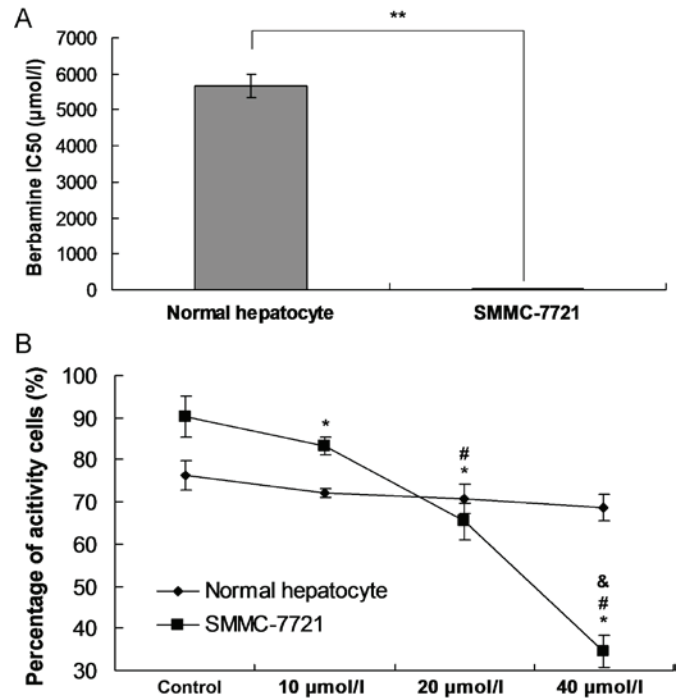 A
**
Berbamine IC50 (μmol/l)
7000
6000
5000
4000
3000
2000
1000
0
Normal hepatocyte
SMMC-7721
B
Percentage of acitivity cells (%)
100
90
80
70
60
50
40
30
*
#
*
&
#
*
Normal hepatocyte
SMMC-7721
Control
10 μmol/l
20 μmol/l
40 μmol/l